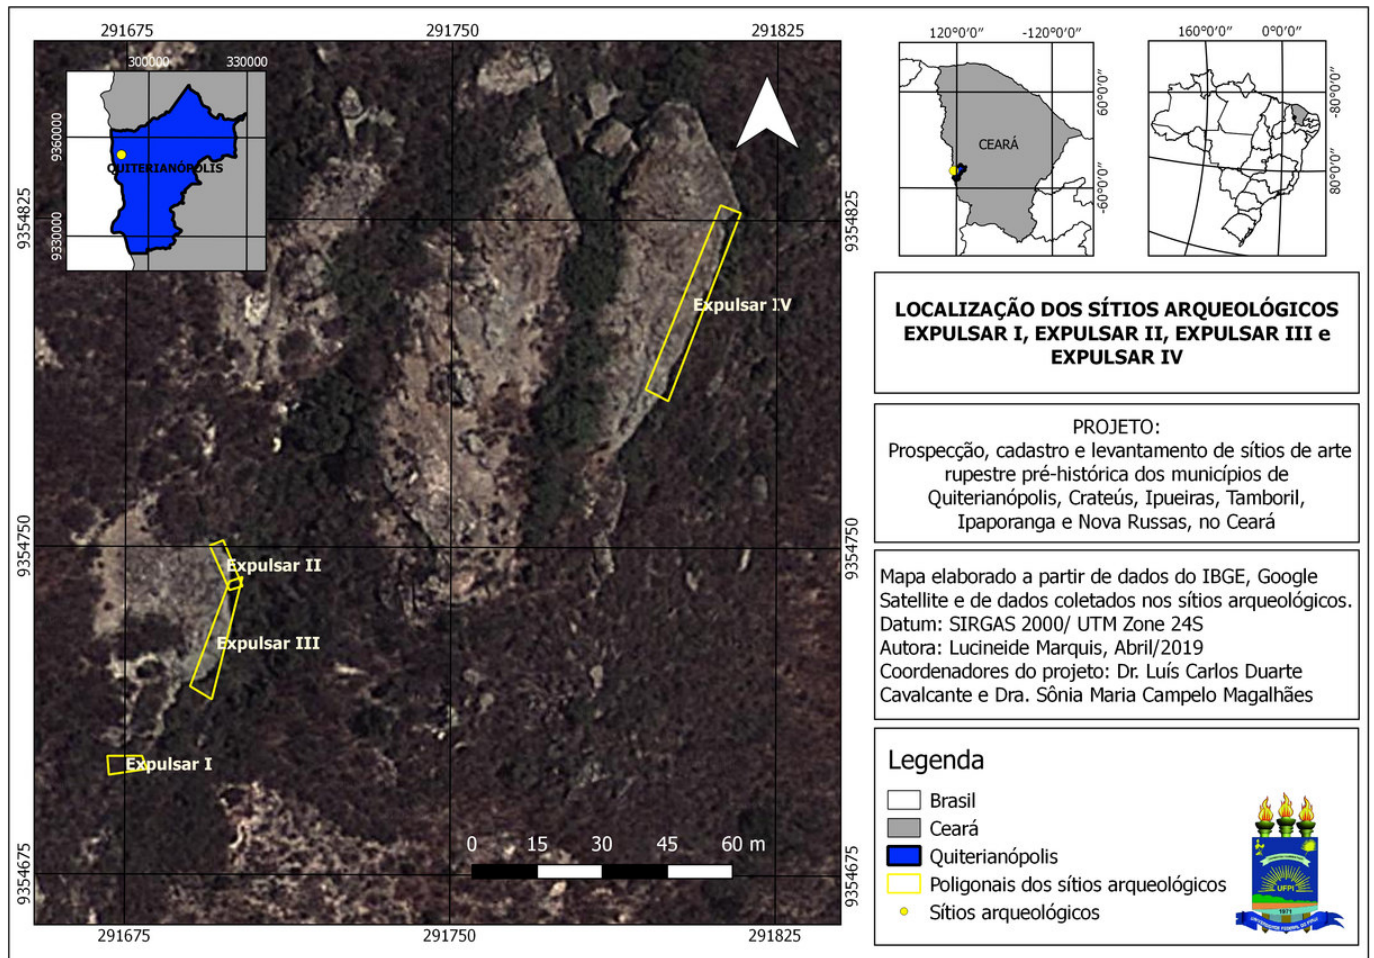 291675
291750
291825
300000
330000
9360000
9330000
QUITERIANÓPOLIS
9354825
9354750
9354675
Expulsar IV
Expulsar II
Expulsar III
Expulsar I
0 15 30 45 60 m
9354825
9354750
9354675
291675
291750
291825
120°0'0"
-120°0'0"
60°0'0"
-60°0'0"
CEARÁ
160°0'0"
0°0'0"
-80°0'0"
80°0'0"
LOCALIZAÇÃO DOS SÍTIOS ARQUEOLÓGICOS
EXPULSAR I, EXPULSAR II, EXPULSAR III e
EXPULSAR IV
PROJETO:
Prospecção, cadastro e levantamento de sítios de arte
rupestre pré-histórica dos municípios de
Quiterianópolis, Crateús, Ipueiras, Tamboril,
Ipaporanga e Nova Russas, no Ceará
Mapa elaborado a partir de dados do IBGE, Google
Satellite e de dados coletados nos sítios arqueológicos.
Datum: SIRGAS 2000/ UTM Zone 24S
Autora: Lucineide Marquis, Abril/2019
Coordenadores do projeto: Dr. Luís Carlos Duarte
Cavalcante e Dra. Sônia Maria Campelo Magalhães
Legenda
Brasil
Ceará
Quiterianópolis
Poligonais dos sítios arqueológicos
Sítios arqueológicos
UFPI
1971
UNIVERSIDADE FEDERAL DO PIAUÍ